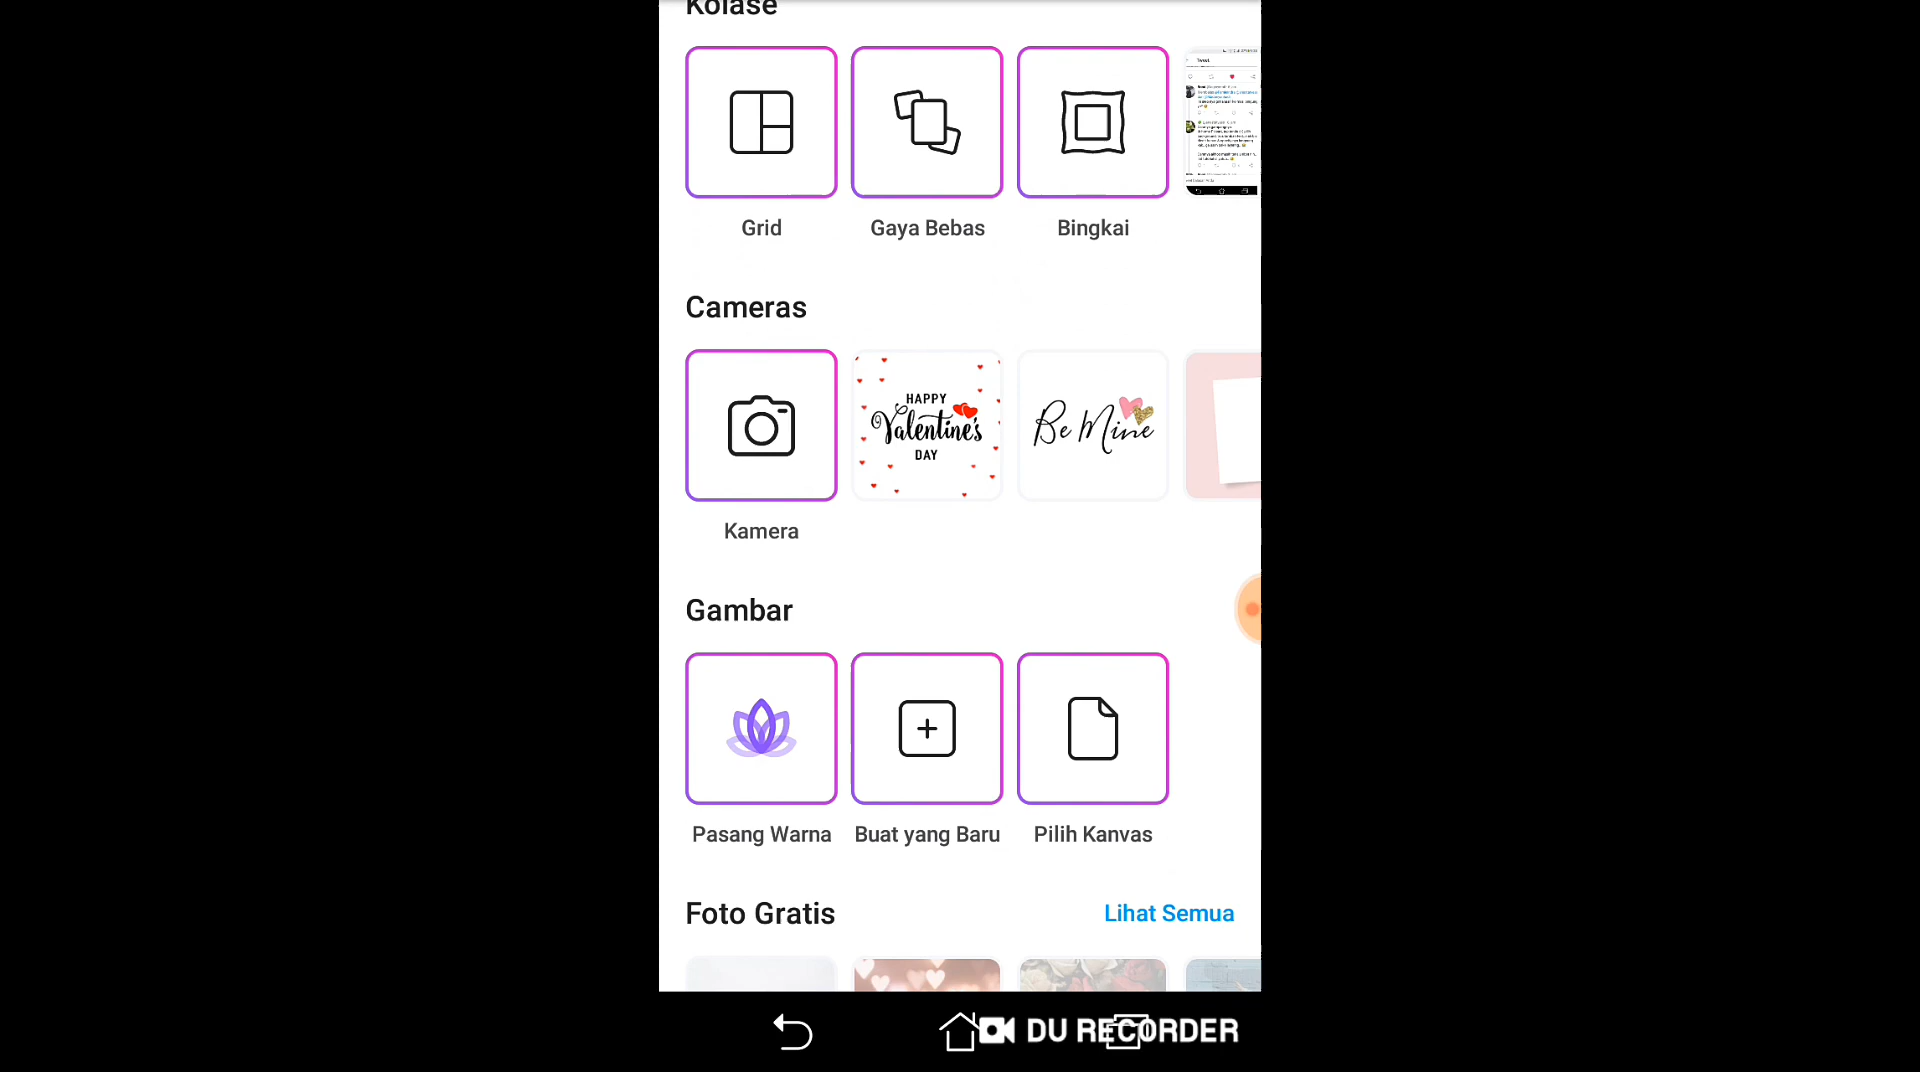 Kolase
Tweet
Grid
Gaya Bebas
Bingkai
Cameras
HAPPY
Valentine's
DAY
Be Mine
Kamera
Gambar
Pasang Warna
Buat yang Baru
Pilih Kanvas
Foto Gratis
Lihat Semua
DU RECORDER